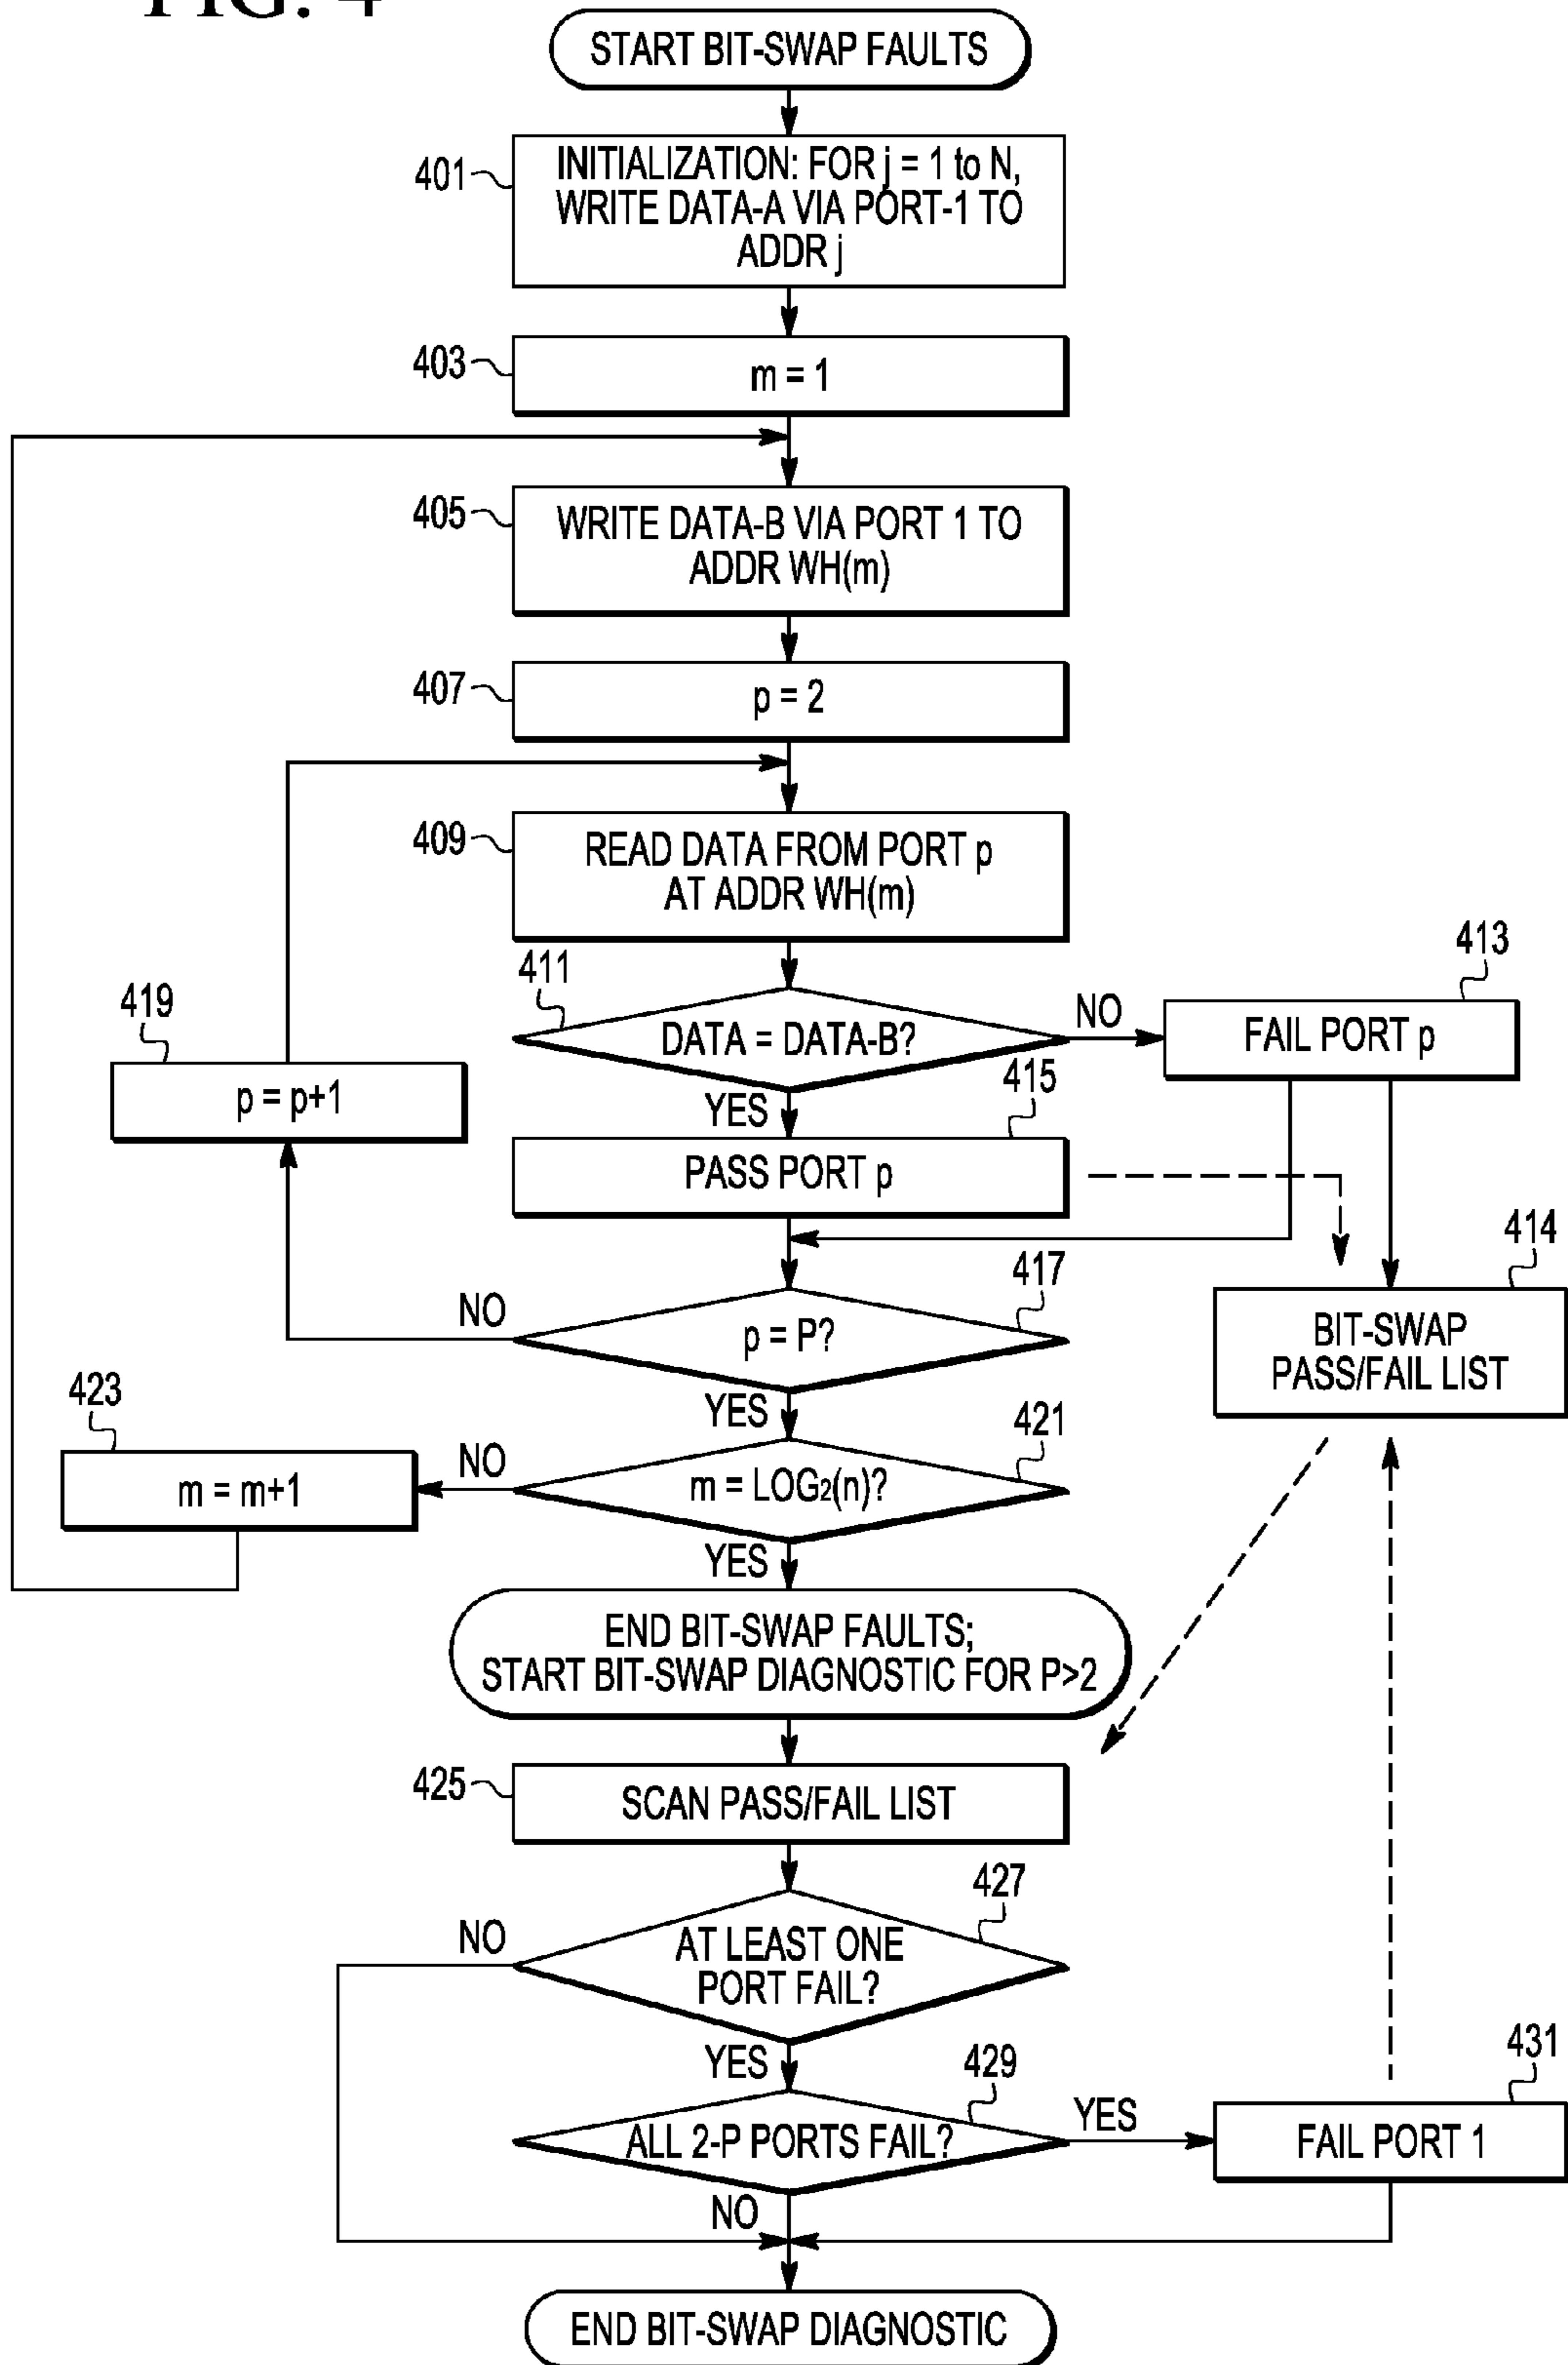 FIG. 4
START BIT-SWAP FAULTS
401
INITIALIZATION: FOR j = 1 to N,
WRITE DATA-A VIA PORT-1 TO
ADDR j
403
m = 1
405
WRITE DATA-B VIA PORT 1 TO
ADDR WH(m)
407
p = 2
409
READ DATA FROM PORT p
AT ADDR WH(m)
411
DATA = DATA-B?
NO
413
FAIL PORT p
419
p = p+1
YES
415
PASS PORT p
414
BIT-SWAP
PASS/FAIL LIST
417
NO
p = P?
YES
423
m = m+1
NO
421
m = LOG₂(n)?
YES
END BIT-SWAP FAULTS;
START BIT-SWAP DIAGNOSTIC FOR P>2
425
SCAN PASS/FAIL LIST
427
NO
AT LEAST ONE
PORT FAIL?
YES
429
ALL 2-P PORTS FAIL?
YES
431
FAIL PORT 1
NO
END BIT-SWAP DIAGNOSTIC